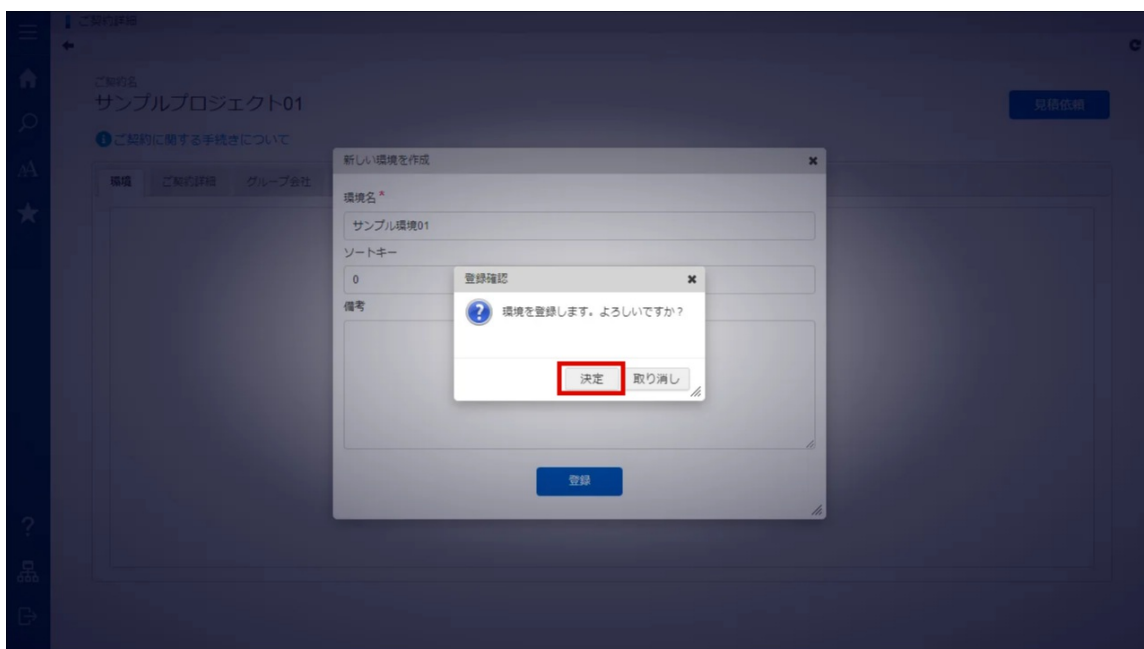 ご契約詳細
ご契約名
サンプルプロジェクト01
見積依頼
ご契約に関する手続きについて
環境 ご契約詳細 グループ会社
新しい環境を作成
環境名 *
サンプル環境01
ソートキー
0
備考
登録確認
環境を登録します。よろしいですか？
決定 取り消し
登録